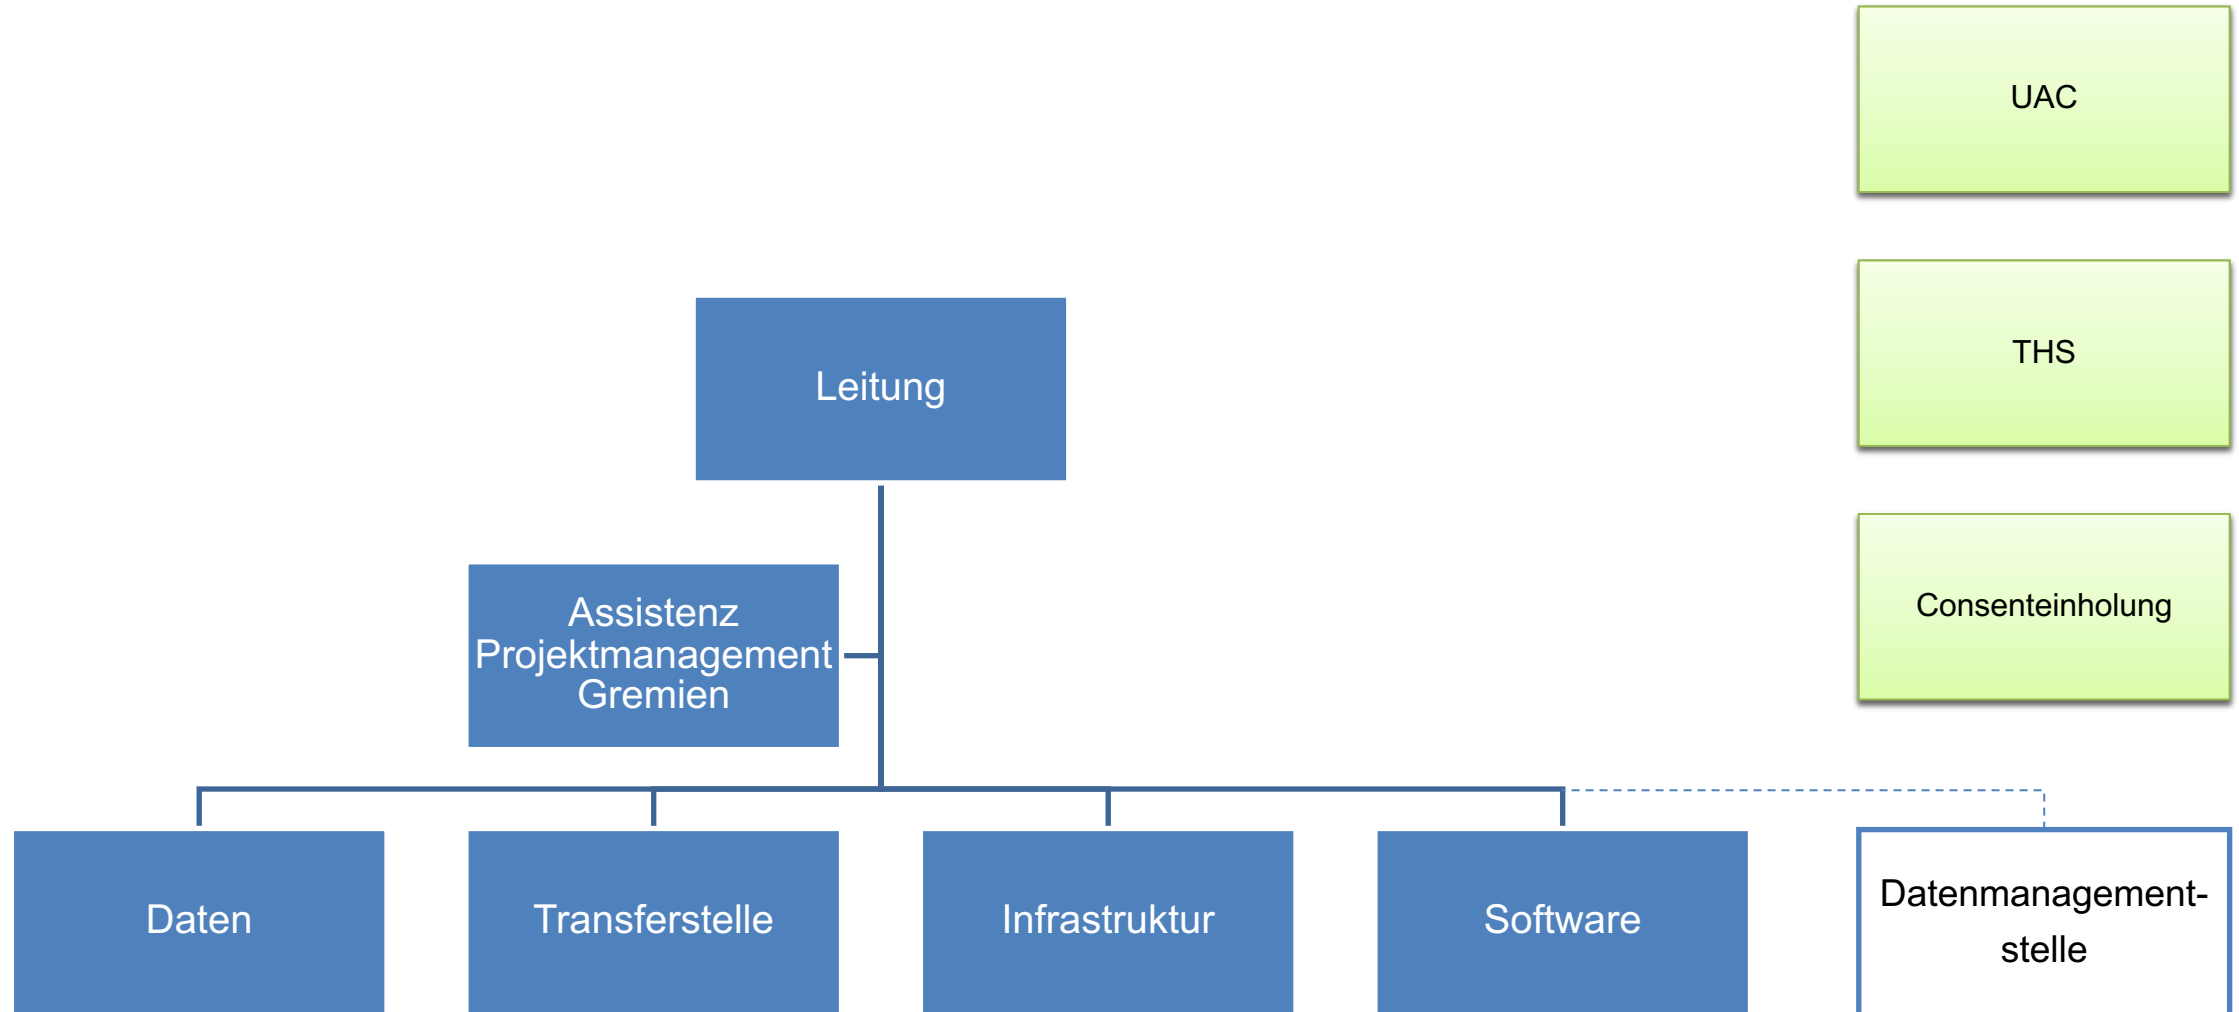 UAC
THS
Leitung
Consenteinholung
Assistenz
Projektmanagement
Gremien
Daten
Transferstelle
Infrastruktur
Software
Datenmanagement-
stelle